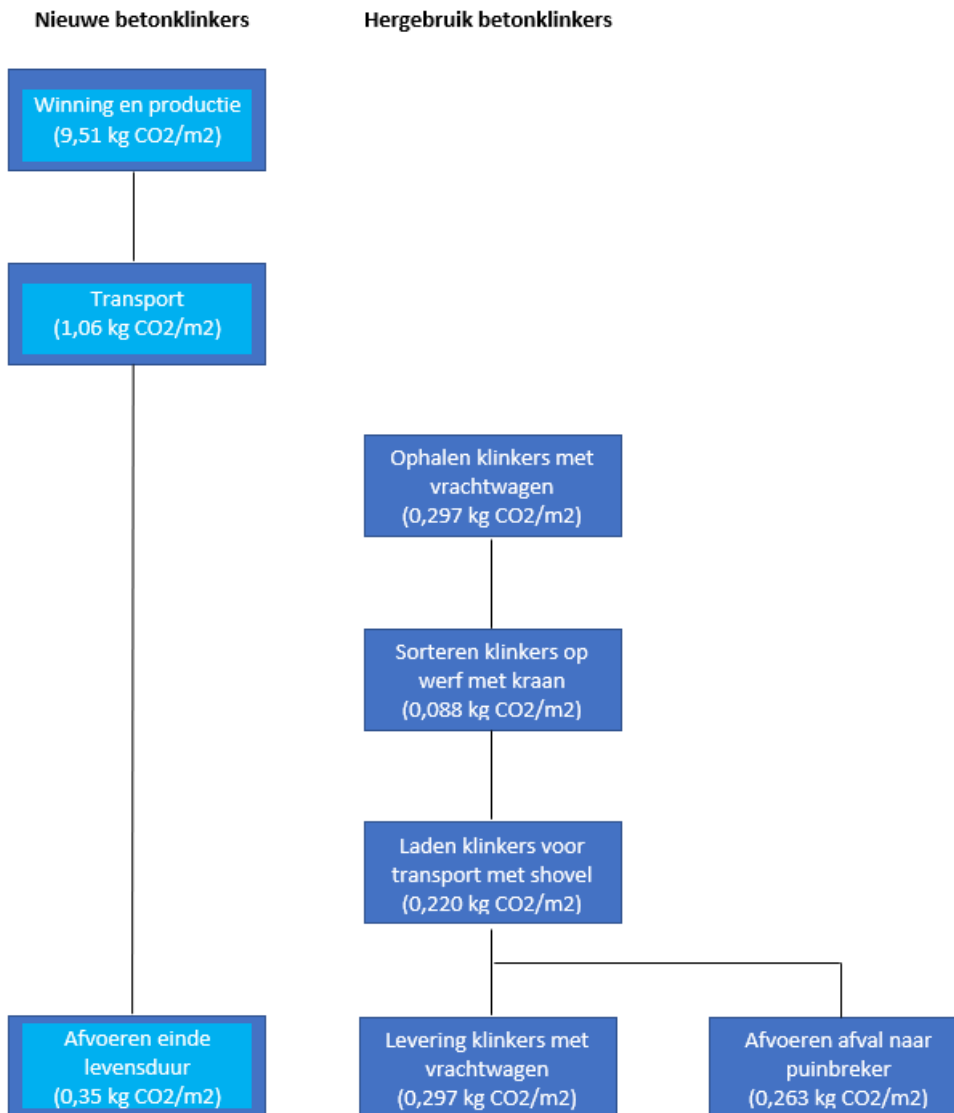 Nieuwe betonklinkers
Hergebruik betonklinkers
Winning en productie
(9,51 kg CO2/m2)
Transport
(1,06 kg CO2/m2)
Ophalen klinkers met
vrachtwagen
(0,297 kg CO2/m2)
Sorteren klinkers op
werf met kraan
(0,088 kg CO2/m2)
Laden klinkers voor
transport met shovel
(0,220 kg CO2/m2)
Afvoeren einde
levensduur
(0,35 kg CO2/m2)
Levering klinkers met
vrachtwagen
(0,297 kg CO2/m2)
Afvoeren afval naar
puinbreker
(0,263 kg CO2/m2)